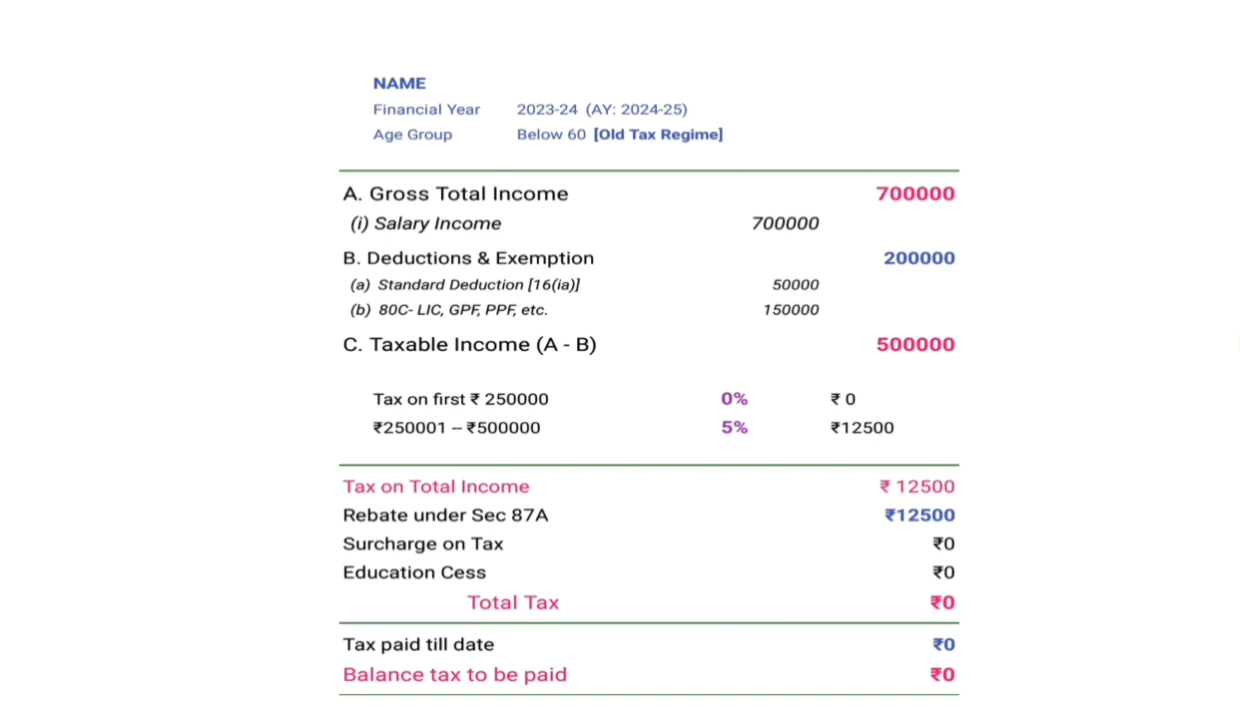 NAME
Financial Year 2023-24 (AY: 2024-25)
Age Group Below 60 [Old Tax Regime]
A. Gross Total Income 700000
(i) Salary Income 700000
B. Deductions & Exemption 200000
(a) Standard Deduction [16(ia)] 50000
(b) 80C- LIC, GPF, PPF, etc. 150000
C. Taxable Income (A - B) 500000
Tax on first ₹ 250000 0% ₹ 0
₹250001 – ₹500000 5% ₹12500
Tax on Total Income ₹ 12500
Rebate under Sec 87A ₹12500
Surcharge on Tax ₹0
Education Cess ₹0
Total Tax ₹0
Tax paid till date ₹0
Balance tax to be paid ₹0